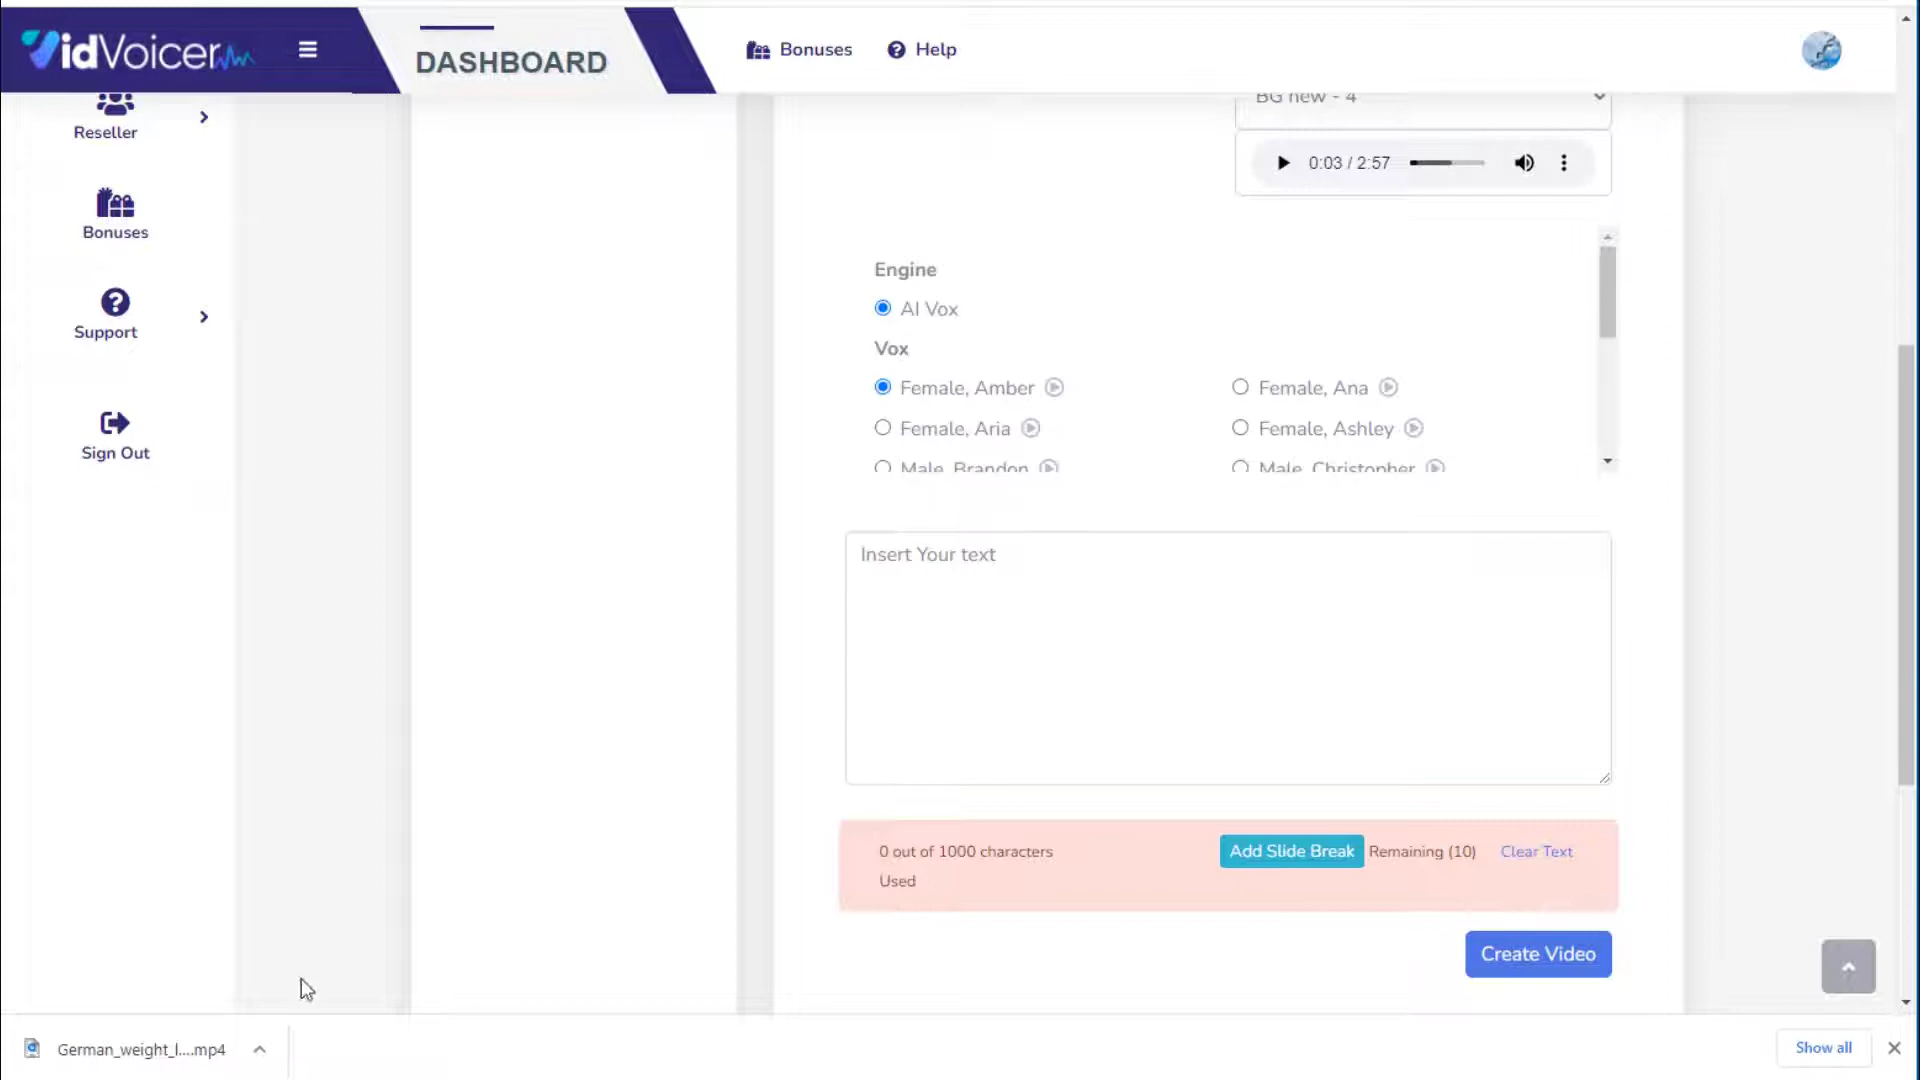 VidVoicer
DASHBOARD
Bonuses
Help
Reseller
Bonuses
Support
Sign Out
BG new - 4
0:03 / 2:57
Engine
AI Vox
Vox
Female, Amber
Female, Ana
Female, Aria
Female, Ashley
Male, Brandon
Male, Christopher
Insert Your text
0 out of 1000 characters
Used
Add Slide Break
Remaining (10)
Clear Text
Create Video
German_weight_l....mp4
Show all